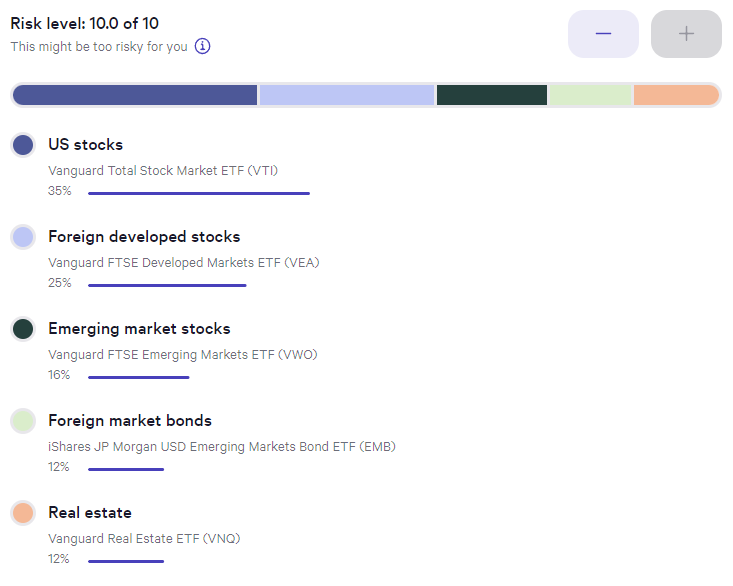 Risk level: 10.0 of 10
This might be too risky for you
US stocks
Vanguard Total Stock Market ETF (VTI)
35%
Foreign developed stocks
Vanguard FTSE Developed Markets ETF (VEA)
25%
Emerging market stocks
Vanguard FTSE Emerging Markets ETF (VWO)
16%
Foreign market bonds
iShares JP Morgan USD Emerging Markets Bond ETF (EMB)
12%
Real estate
Vanguard Real Estate ETF (VNQ)
12%